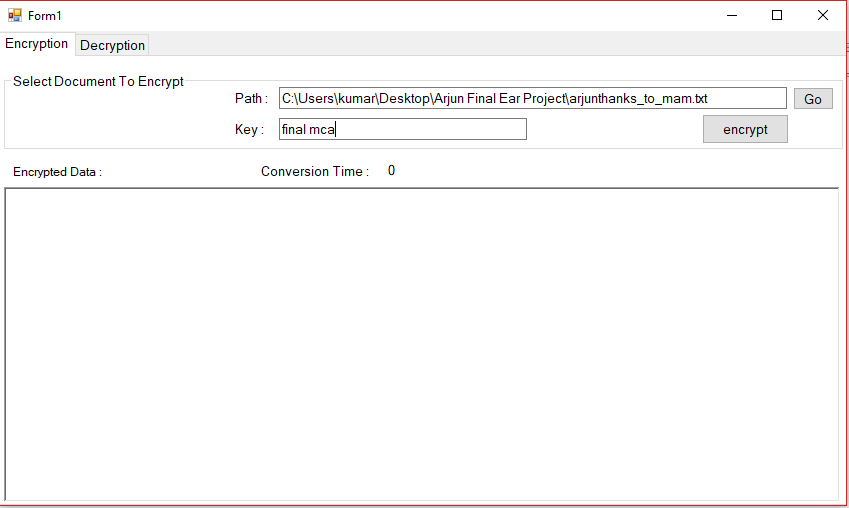 Form1
Encryption Decryption
Select Document To Encrypt
Path : C:\Users\kumar\Desktop\Arjun Final Ear Project\arjunthanks_to_mam.txt Go
Key : final mca encrypt
Encrypted Data : Conversion Time : 0